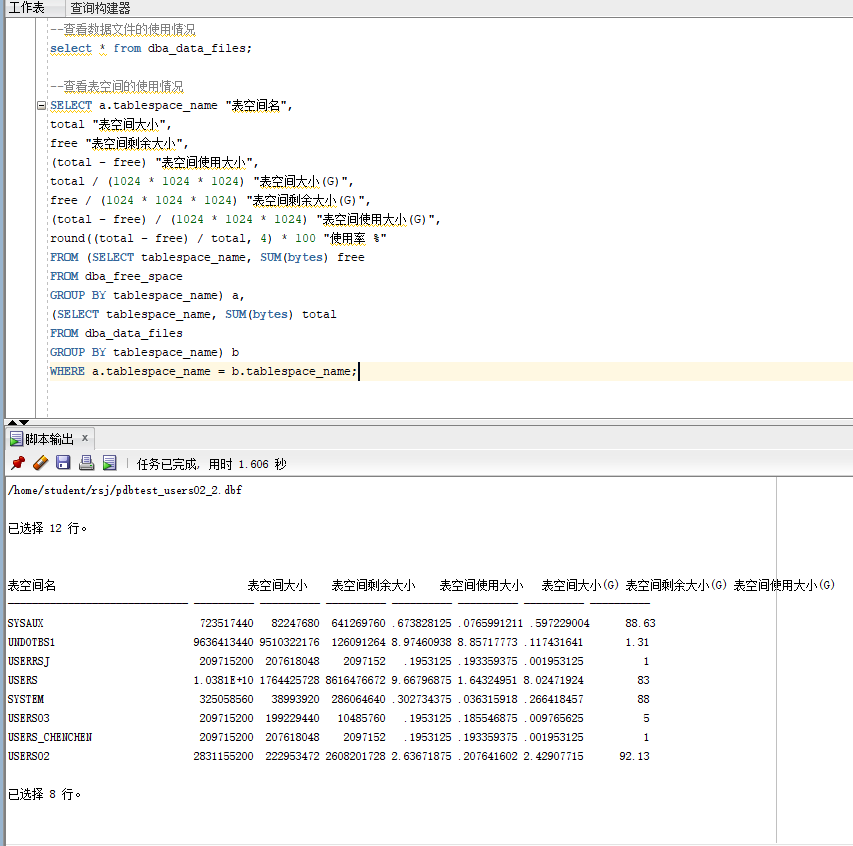 工作表 查询构建器
--查看数据文件的使用情况
select * from dba_data_files;
--查看表空间的使用情况
SELECT a.tablespace_name "表空间名",
total "表空间大小",
free "表空间剩余大小",
(total - free) "表空间使用大小",
total / (1024 * 1024 * 1024) "表空间大小(G)",
free / (1024 * 1024 * 1024) "表空间剩余大小(G)",
(total - free) / (1024 * 1024 * 1024) "表空间使用大小(G)",
round((total - free) / total, 4) * 100 "使用率 %"
FROM (SELECT tablespace_name, SUM(bytes) free
FROM dba_free_space
GROUP BY tablespace_name) a,
(SELECT tablespace_name, SUM(bytes) total
FROM dba_data_files
GROUP BY tablespace_name) b
WHERE a.tablespace_name = b.tablespace_name;
脚本输出 x
任务已完成, 用时 1.606 秒
/home/student/rsj/pdbtest_users02_2.dbf
已选择 12 行。
表空间名 表空间大小 表空间剩余大小 表空间使用大小 表空间大小(G) 表空间剩余大小(G) 表空间使用大小(G)
SYSAUX 723517440 82247680 641269760 .673828125 .0765991211 .597229004 88.63
UNDOTBS1 9636413440 9510322176 126091264 8.97460938 8.85717773 .117431641 1.31
USERRSJ 209715200 207618048 2097152 .1953125 .193359375 .001953125 1
USERS 1.0381E+10 1764425728 8616476672 9.66796875 1.64324951 8.02471924 83
SYSTEM 325058560 38993920 286064640 .302734375 .036315918 .266418457 88
USERS03 209715200 199229440 10485760 .1953125 .185546875 .009765625 5
USERS_CHENCHEN 209715200 207618048 2097152 .1953125 .193359375 .001953125 1
USERS02 2831155200 222953472 2608201728 2.63671875 .207641602 2.42907715 92.13
已选择 8 行。